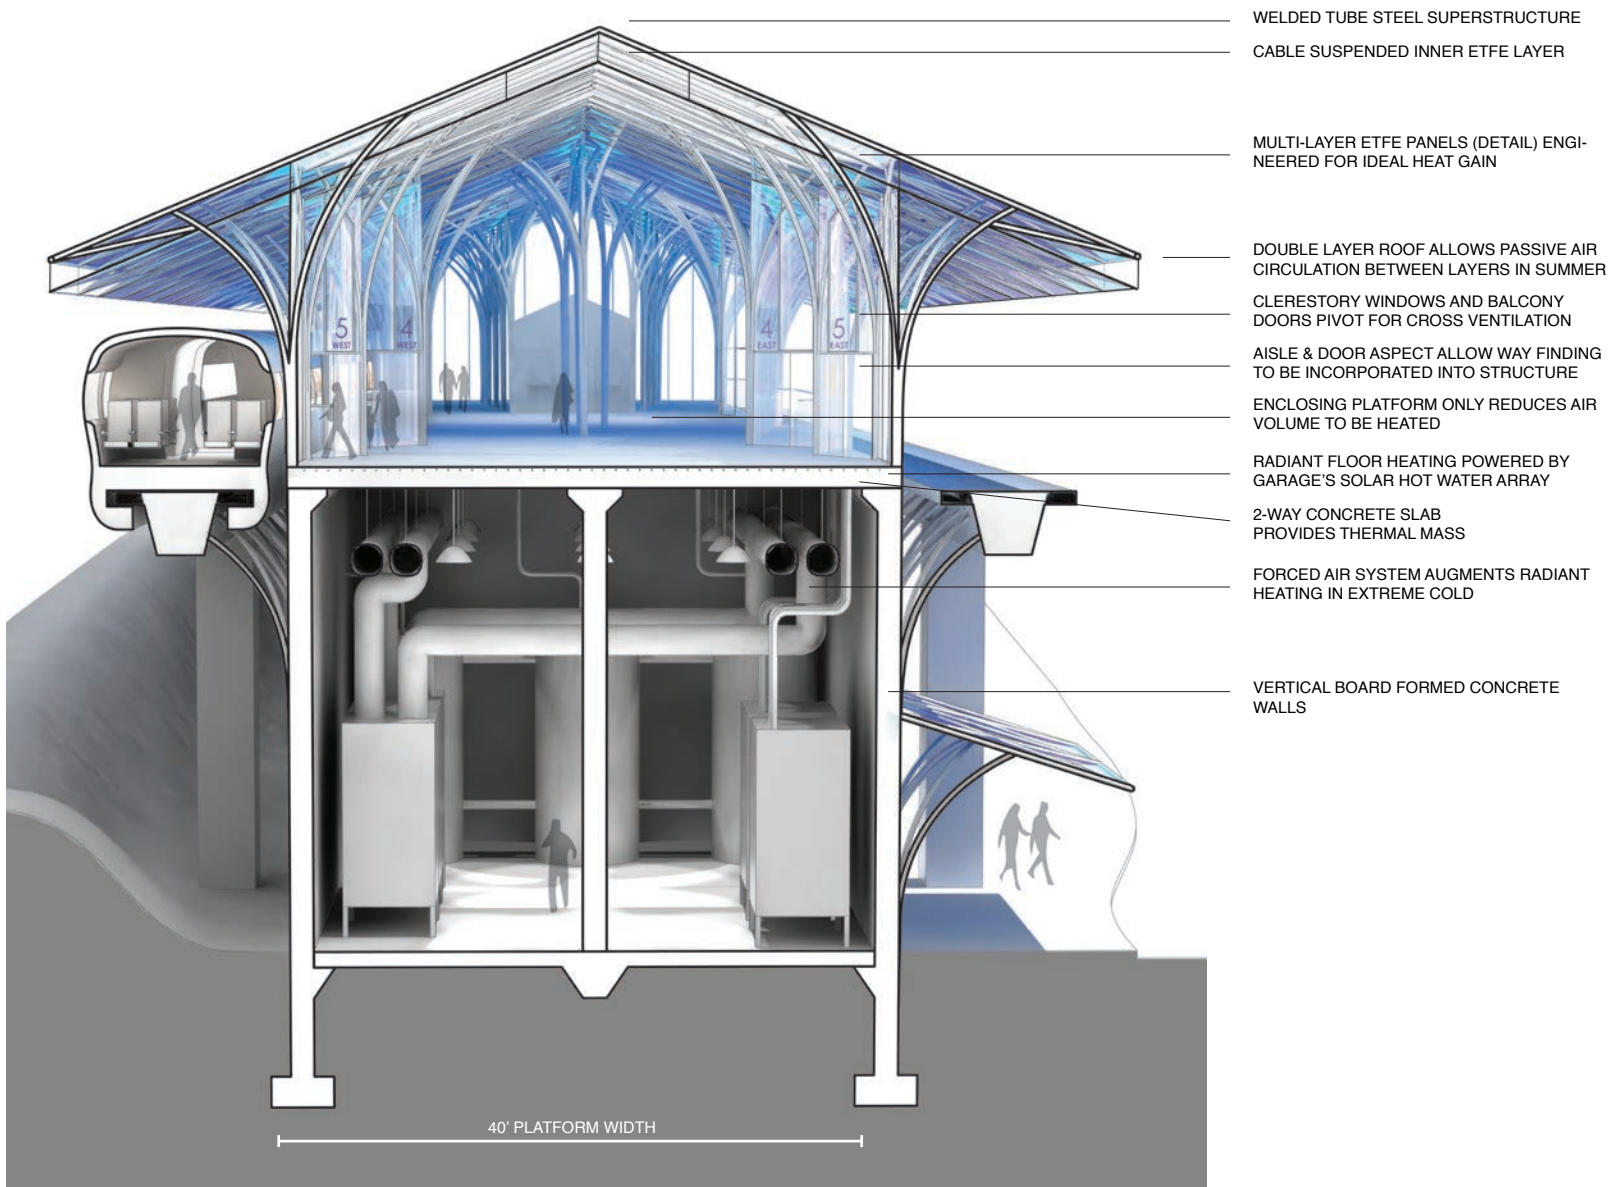 WELDED TUBE STEEL SUPERSTRUCTURE
CABLE SUSPENDED INNER ETFE LAYER
MULTI-LAYER ETFE PANELS (DETAIL) ENGI-
NEERED FOR IDEAL HEAT GAIN
DOUBLE LAYER ROOF ALLOWS PASSIVE AIR
CIRCULATION BETWEEN LAYERS IN SUMMER
CLERESTORY WINDOWS AND BALCONY
DOORS PIVOT FOR CROSS VENTILATION
AISLE & DOOR ASPECT ALLOW WAY FINDING
TO BE INCORPORATED INTO STRUCTURE
ENCLOSING PLATFORM ONLY REDUCES AIR
VOLUME TO BE HEATED
RADIANT FLOOR HEATING POWERED BY
GARAGE'S SOLAR HOT WATER ARRAY
2-WAY CONCRETE SLAB
PROVIDES THERMAL MASS
FORCED AIR SYSTEM AUGMENTS RADIANT
HEATING IN EXTREME COLD
VERTICAL BOARD FORMED CONCRETE
WALLS
5
WEST
4
WEST
4
EAST
5
EAST
40' PLATFORM WIDTH